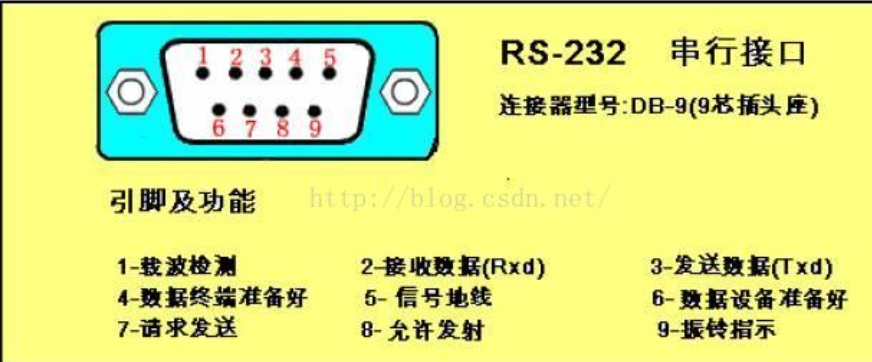 1 2 3 4 5
6 7 8 9
RS-232 串行接口
连接器型号:DB-9(9芯插头座)
http://blog.csdn.net/
引脚及功能
1-载波检测 2-接收数据(Rxd) 3-发送数据(Txd)
4-数据终端准备好 5- 信号地线 6- 数据设备准备好
7-请求发送 8- 允许发射 9-振铃指示